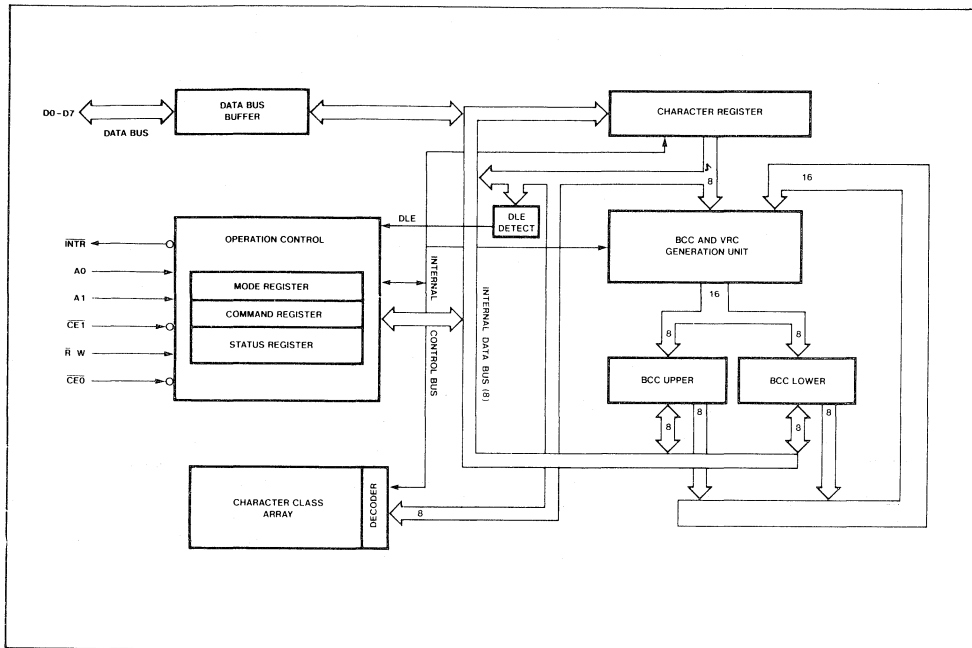 D0-D7
DATA BUS
DATA BUS
BUFFER
CHARACTER REGISTER
8
16
DLE
DLE
DETECT
BCC AND VRC
GENERATION UNIT
OPERATION CONTROL
INTR
A0
A1
CE1
R W
CE0
MODE REGISTER
COMMAND REGISTER
STATUS REGISTER
INTERNAL CONTROL BUS
INTERNAL DATA BUS (8)
16
8
8
BCC UPPER
BCC LOWER
8
8
8
8
CHARACTER CLASS
ARRAY
DECODER
8